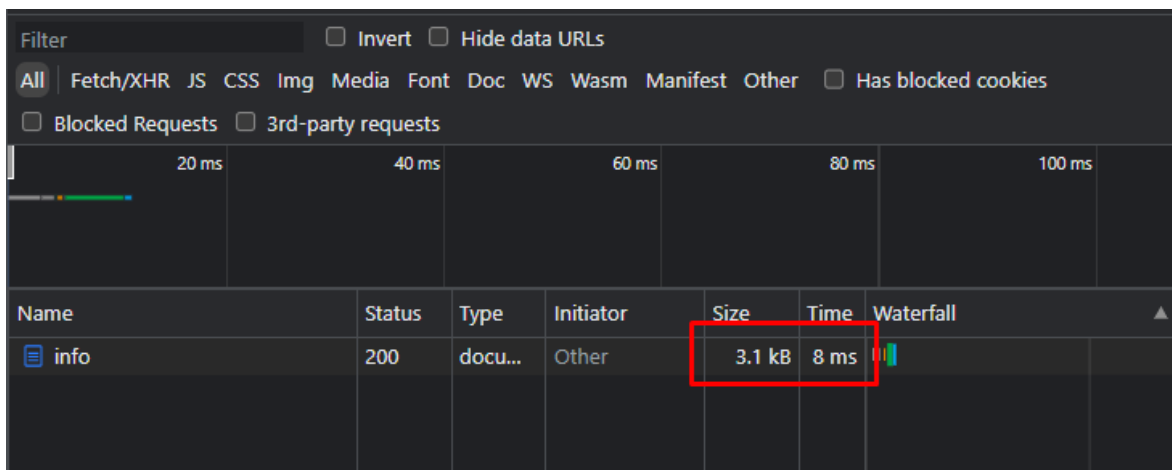 Filter Invert Hide data URLs
All Fetch/XHR JS CSS Img Media Font Doc WS Wasm Manifest Other Has blocked cookies
Blocked Requests 3rd-party requests
20 ms 40 ms 60 ms 80 ms 100 ms
Name Status Type Initiator Size Time Waterfall
info 200 docu... Other 3.1 kB 8 ms